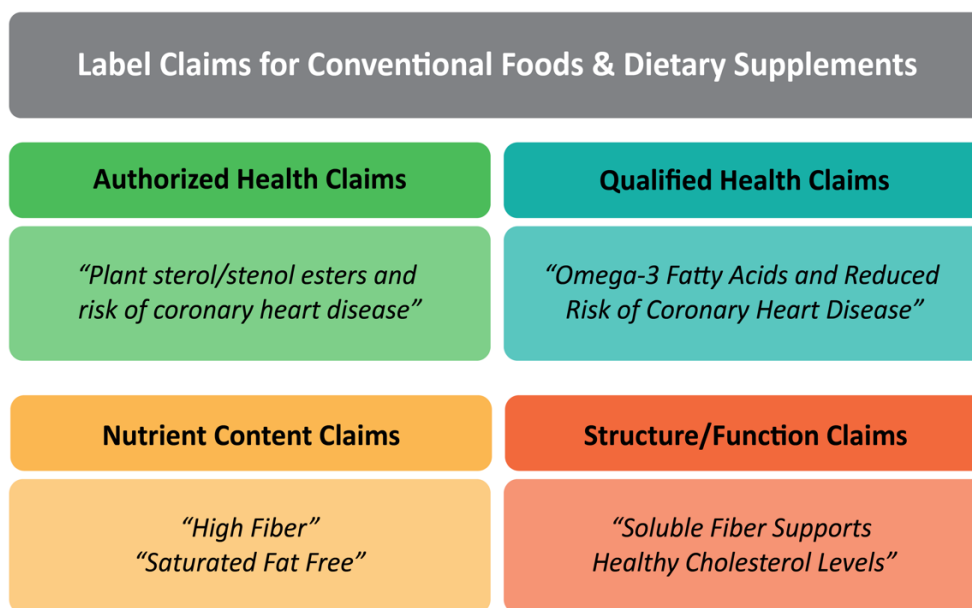 Label Claims for Conventional Foods & Dietary Supplements
Authorized Health Claims
“Plant sterol/stenol esters and
risk of coronary heart disease”
Qualified Health Claims
“Omega-3 Fatty Acids and Reduced
Risk of Coronary Heart Disease”
Nutrient Content Claims
“High Fiber”
“Saturated Fat Free”
Structure/Function Claims
“Soluble Fiber Supports
Healthy Cholesterol Levels”